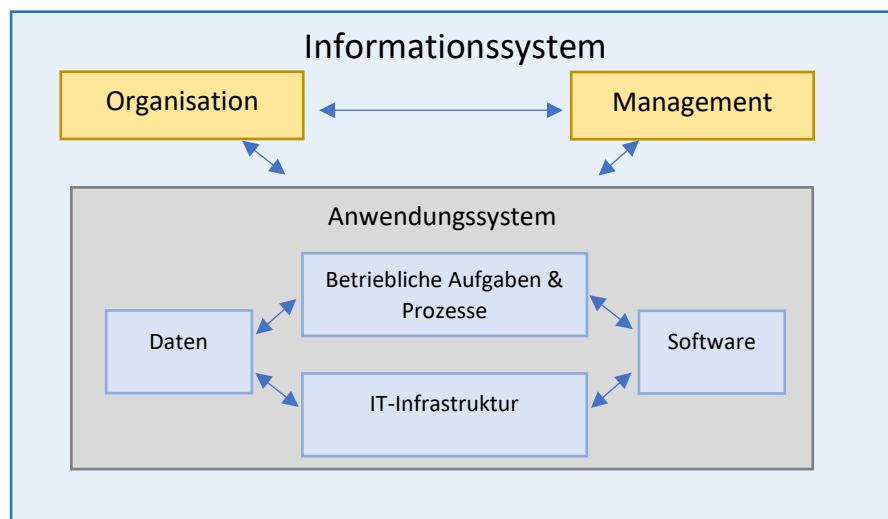 Informationssystem
Organisation
Management
Anwendungssystem
Betriebliche Aufgaben &
Prozesse
Daten
Software
IT-Infrastruktur